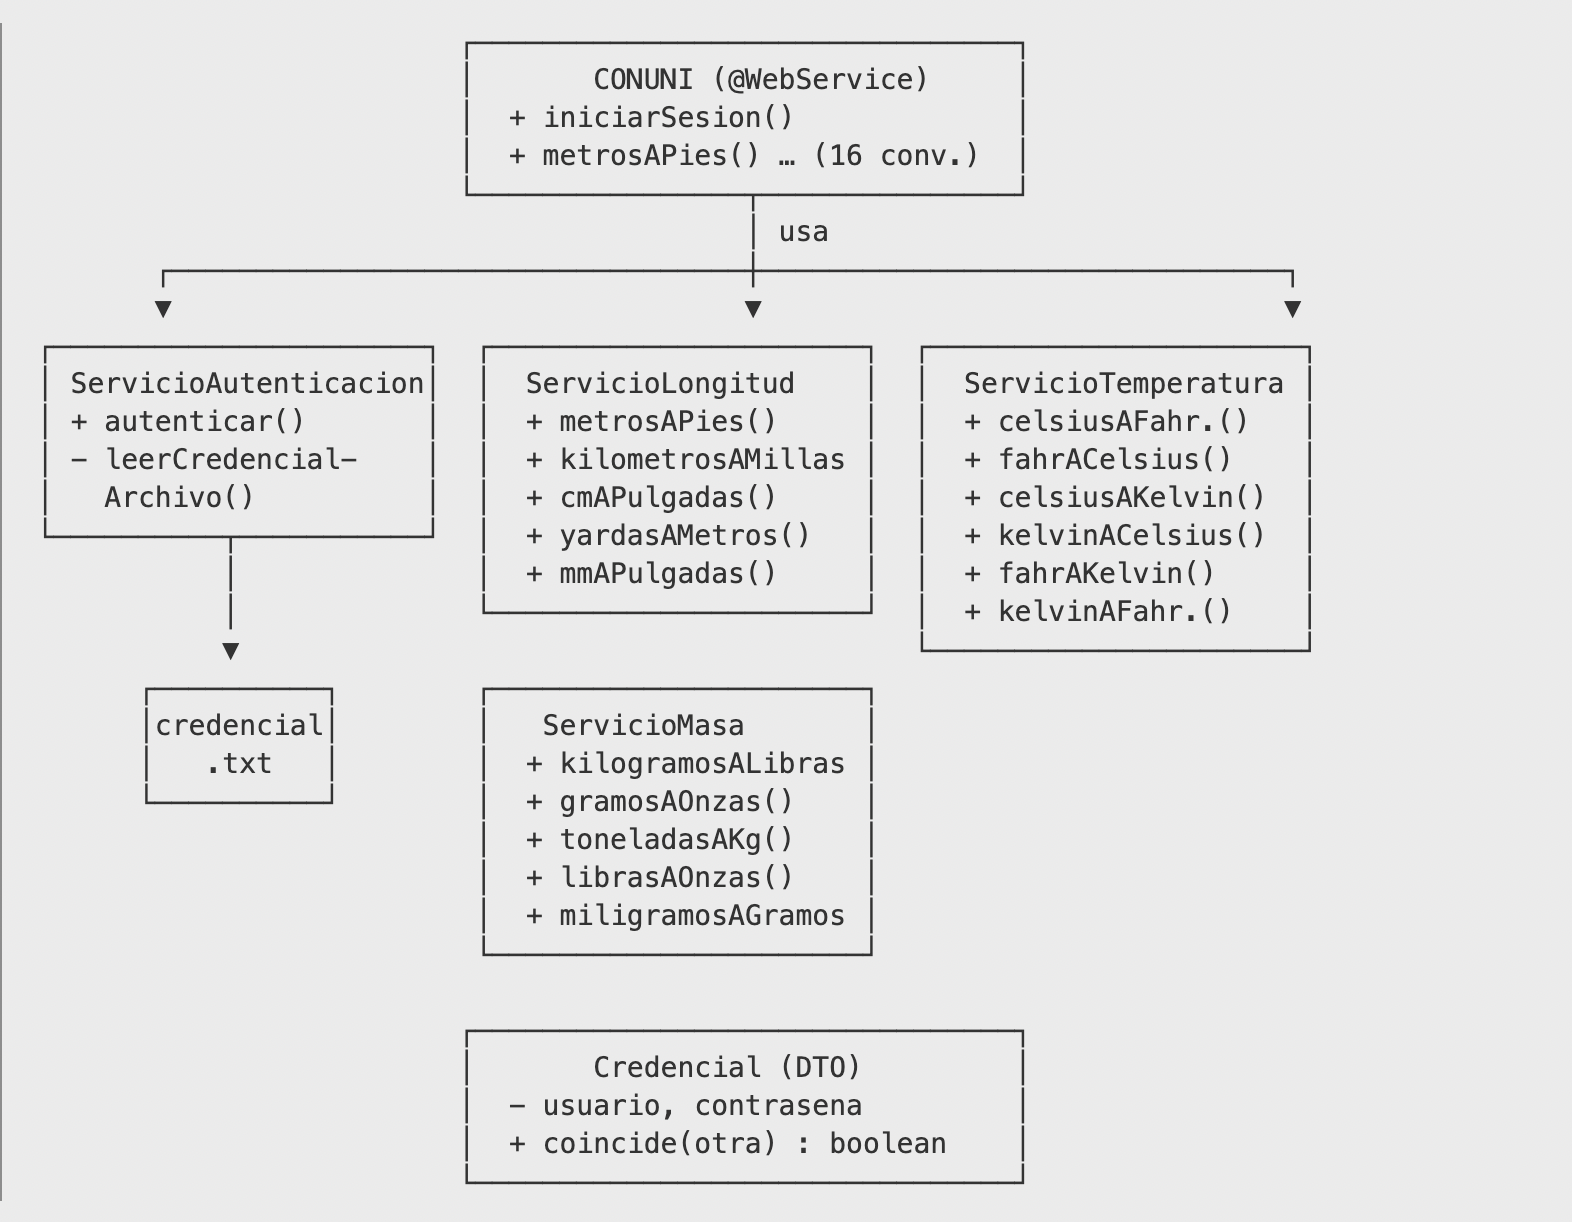 CONUNI (@WebService)
+ iniciarSesion()
+ metrosAPies() … (16 conv.)
usa
ServicioAutenticacion
+ autenticar()
- leerCredencial-
Archivo()
ServicioLongitud
+ metrosAPies()
+ kilometrosAMillas
+ cmAPulgadas()
+ yardasAMetros()
+ mmAPulgadas()
ServicioTemperatura
+ celsiusAFahr.()
+ fahrACelsius()
+ celsiusAKelvin()
+ kelvinACelsius()
+ fahrAKelvin()
+ kelvinAFahr.()
credencial
.txt
ServicioMasa
+ kilogramosALibras
+ gramosAOnzas()
+ toneladasAKg()
+ librasAOnzas()
+ miligramosAGramos
Credencial (DTO)
- usuario, contrasena
+ coincide(otra) : boolean